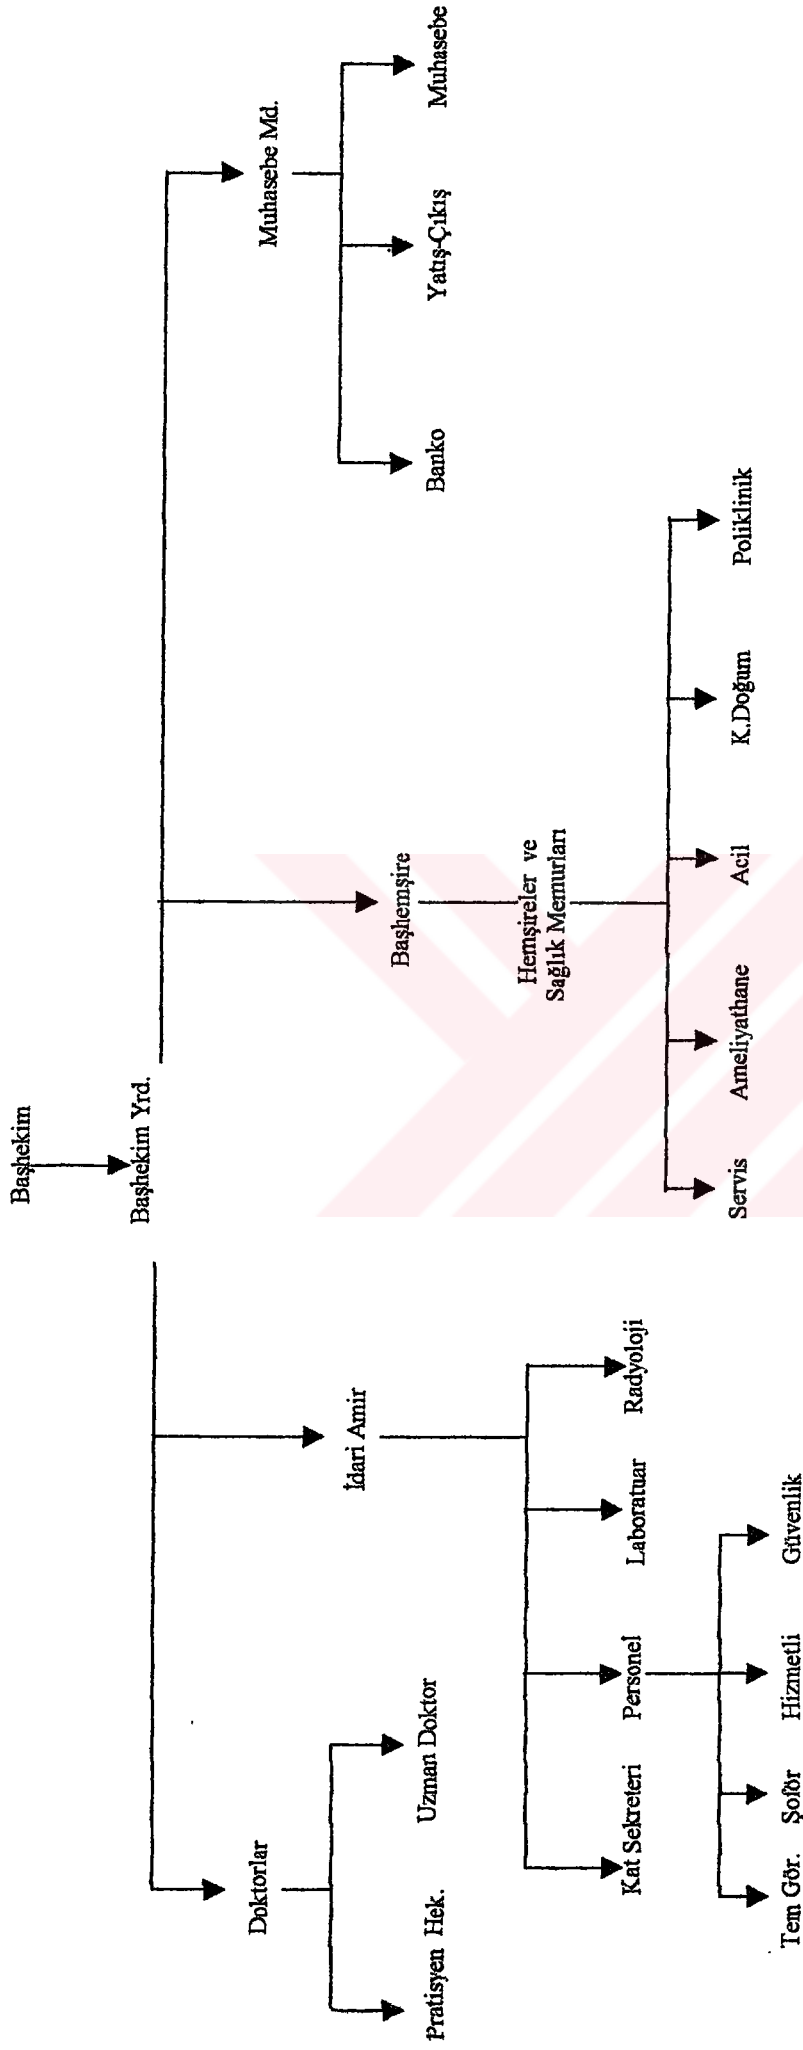 Başhekim
Başhekim Yrd.
Doktorlar
İdari Amir
Başhemşire
Muhasebe Md.
Pratisyen Hek.
Uzman Doktor
Kat Sekreteri
Personel
Laboratuar
Radyoloji
Tem Gör.
Şoför
Hizmetli
Güvenlik
Hemşireler ve
Sağlık Memurları
Servis
Ameliyathane
Acil
K.Doğum
Poliklinik
Banko
Yatış-Çıkış
Muhasebe